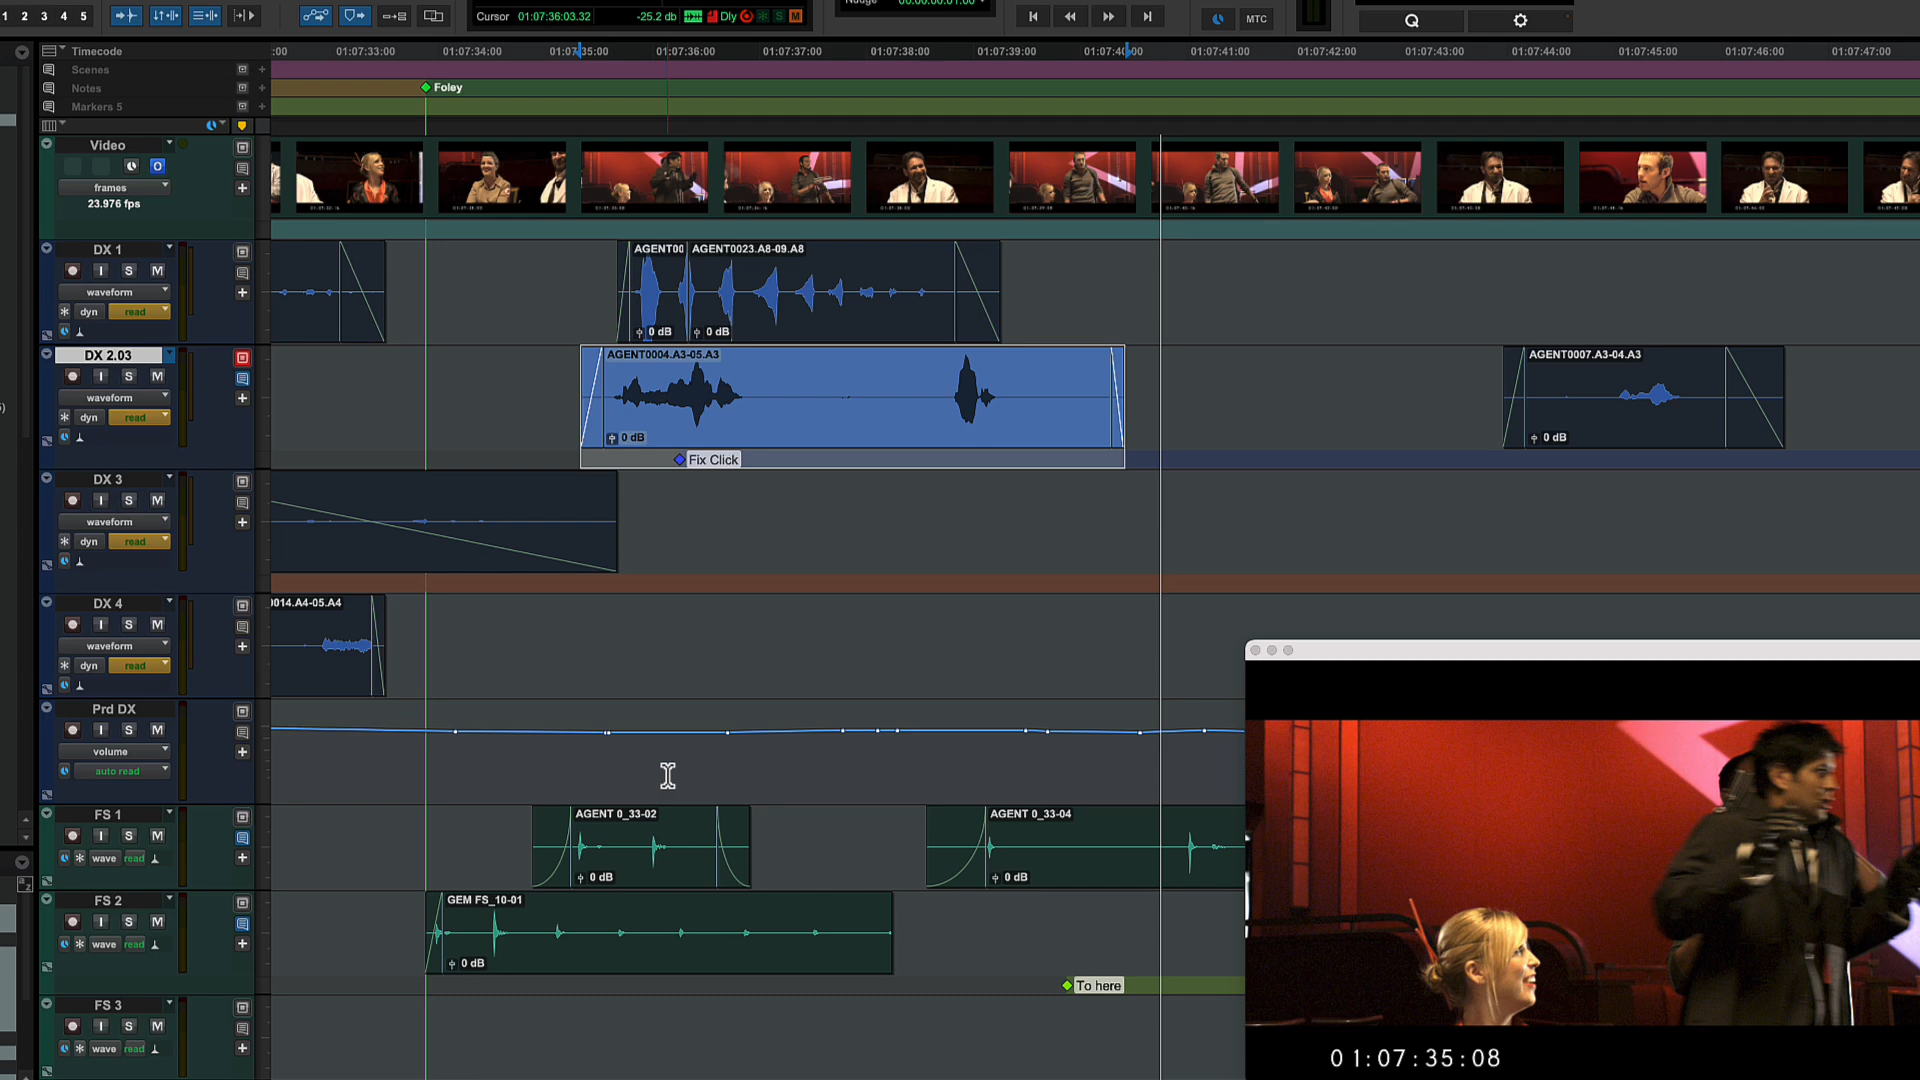 1 2 3 4 5
Cursor 01:07:36:03.32 -25.2 db Dly S M
Nudge 00:00:00:01.00
MTC
Timecode
:00 01:07:33:00 01:07:34:00 01:07:35:00 01:07:36:00 01:07:37:00 01:07:38:00 01:07:39:00 01:07:40:00 01:07:41:00 01:07:42:00 01:07:43:00 01:07:44:00 01:07:45:00 01:07:46:00 01:07:47:00
Scenes
Notes
Foley
Markers 5
Video
O
frames
23.976 fps
DX 1
I S M
waveform
dyn read
AGENT00 AGENT0023.A8-09.A8
0 dB 0 dB
DX 2.03
I S M
waveform
dyn read
AGENT0004.A3-05.A3
0 dB
Fix Click
AGENT0007.A3-04.A3
0 dB
DX 3
I S M
waveform
dyn read
DX 4
I S M
waveform
dyn read
0014.A4-05.A4
Prd DX
I S M
volume
auto read
FS 1
I S M
wave read
AGENT 0_33-02
0 dB
AGENT 0_33-04
0 dB
FS 2
I S M
wave read
GEM FS_10-01
0 dB
To here
FS 3
I S M
wave read
01:07:35:08